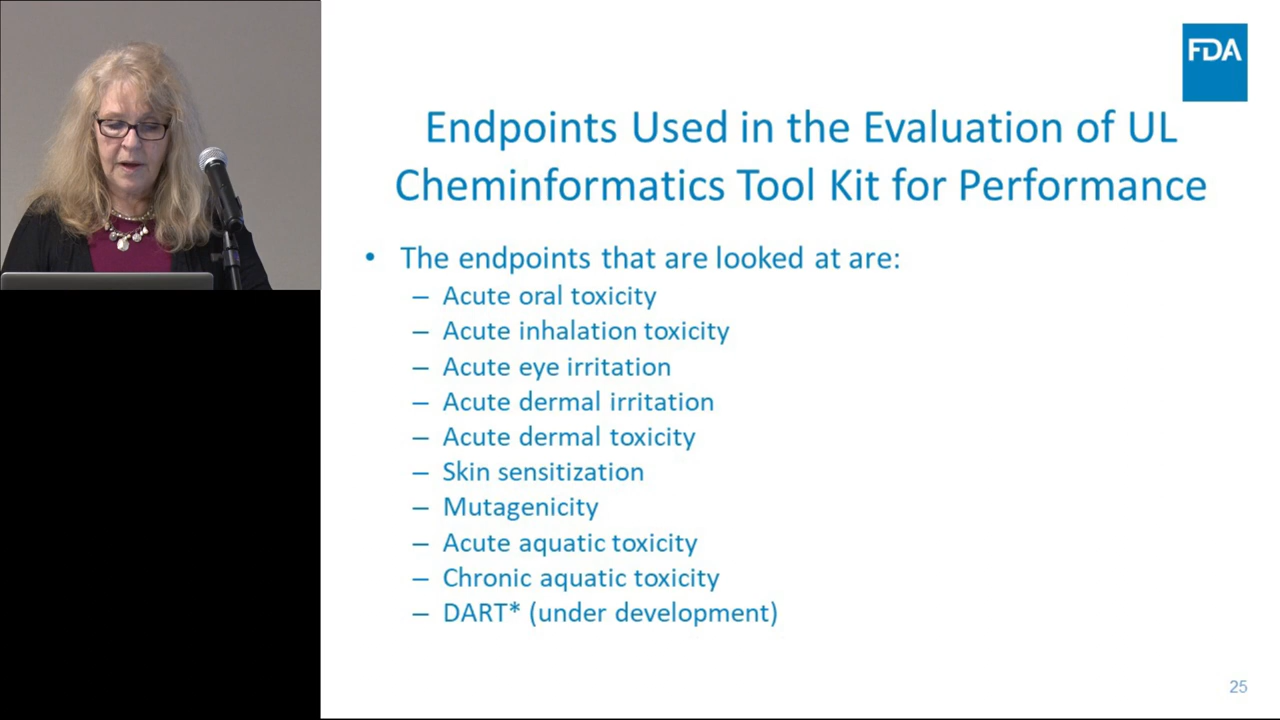 FDA
Endpoints Used in the Evaluation of UL
Cheminformatics Tool Kit for Performance
• The endpoints that are looked at are:
– Acute oral toxicity
– Acute inhalation toxicity
– Acute eye irritation
– Acute dermal irritation
– Acute dermal toxicity
– Skin sensitization
– Mutagenicity
– Acute aquatic toxicity
– Chronic aquatic toxicity
– DART* (under development)
25